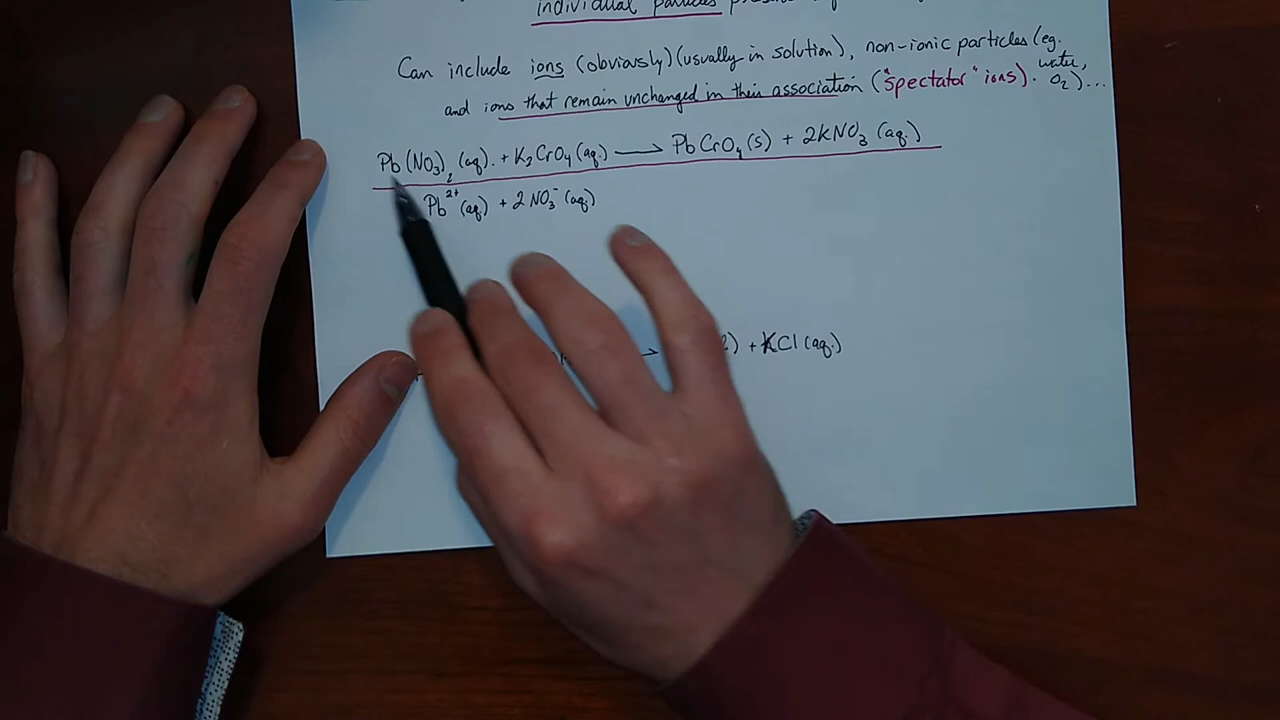 individual particles
Can include ions (obviously) (usually in solution), non-ionic particles (eg. water, O₂)...
and ions that remain unchanged in their association ("spectator" ions).
Pb(NO₃)₂ (aq). + K₂CrO₄ (aq.) ⟶ PbCrO₄ (s) + 2KNO₃ (aq.)
Pb²⁺ (aq) + 2 NO₃⁻ (aq)
→ ) + KCl (aq.)